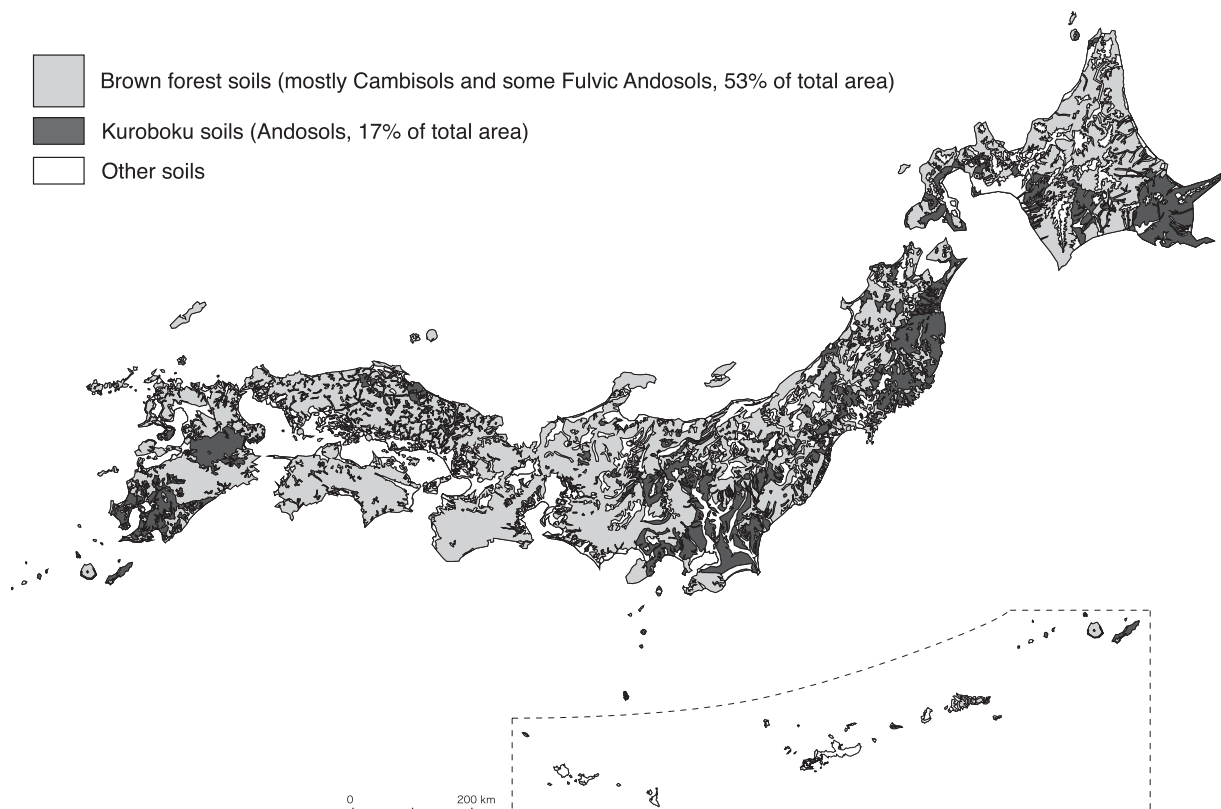 Brown forest soils (mostly Cambisols and some Fulvic Andosols, 53% of total area)
Kuroboku soils (Andosols, 17% of total area)
Other soils
0 200 km